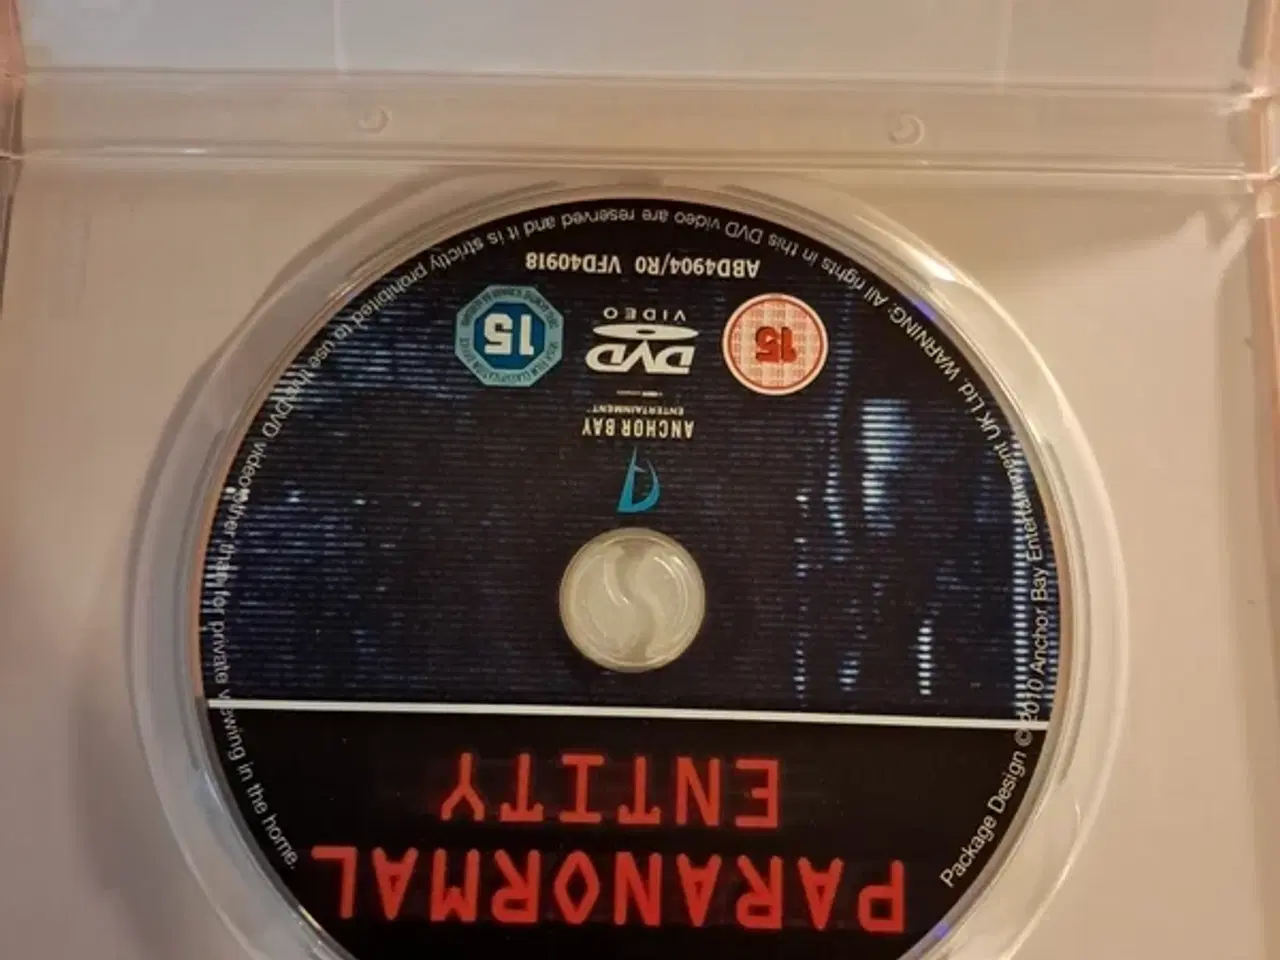 PARANORMAL
ENTITY
ANCHOR BAY
ENTERTAINMENT
15
DVD
VIDEO
15
ABD4904/R0 VFD40918
Package Design ©2010 Anchor Bay Entertainment UK Ltd. WARNING: All rights in this DVD video are reserved and it is strictly prohibited to use this DVD video other than for private viewing in the home.